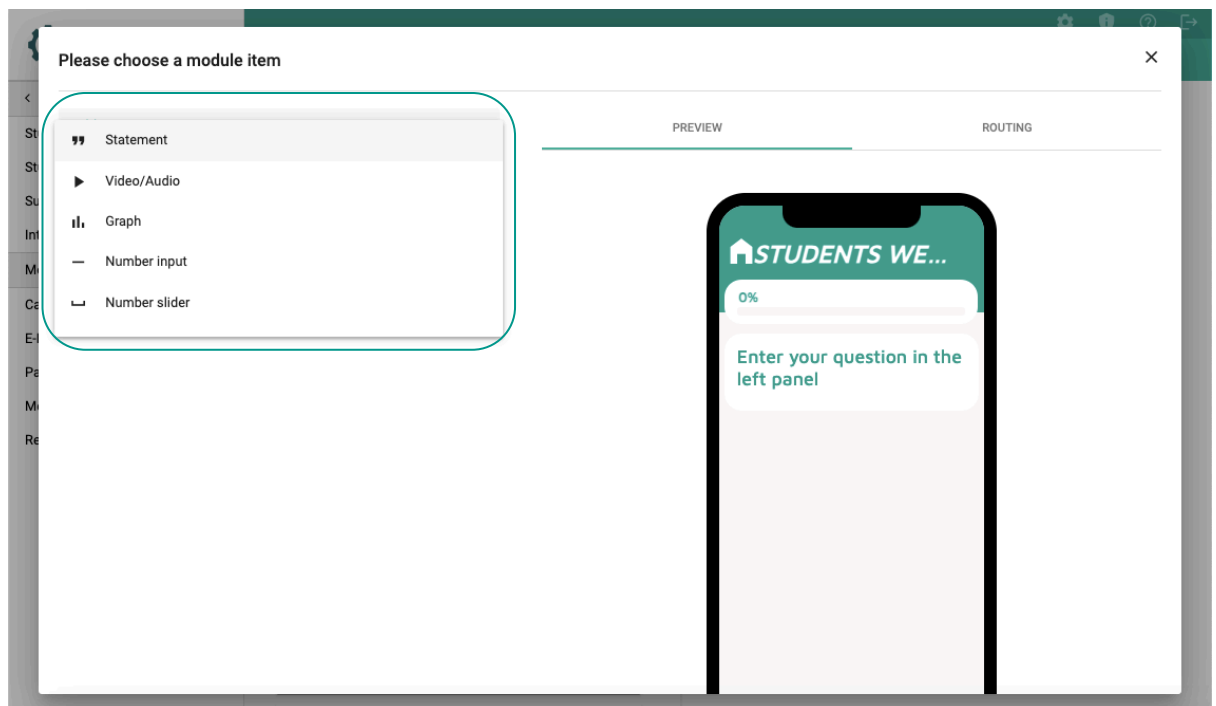 Please choose a module item
Statement
Video/Audio
Graph
Number input
Number slider
PREVIEW
ROUTING
STUDENTS WE...
0%
Enter your question in the
left panel